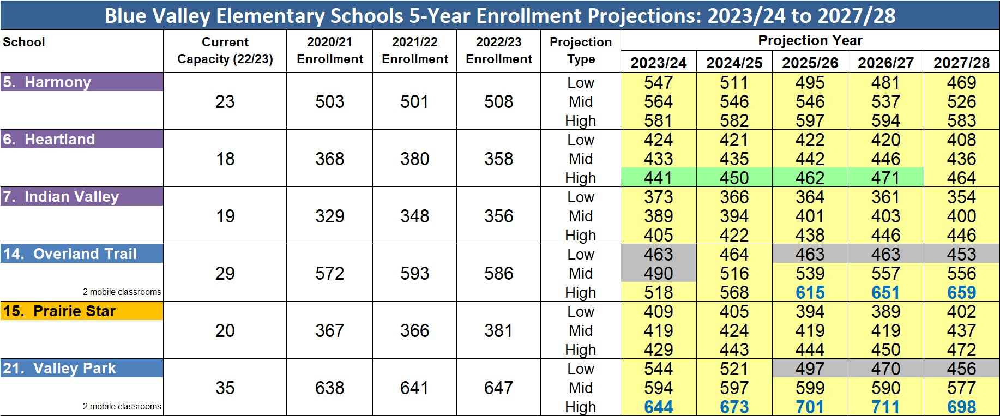 Blue Valley Elementary Schools 5-Year Enrollment Projections: 2023/24 to 2027/28
School Current Capacity (22/23) 2020/21 Enrollment 2021/22 Enrollment 2022/23 Enrollment Projection Type Projection Year
2023/24 2024/25 2025/26 2026/27 2027/28
5. Harmony Low 547 511 495 481 469
23 503 501 508 Mid 564 546 546 537 526
High 581 582 597 594 583
6. Heartland Low 424 421 422 420 408
18 368 380 358 Mid 433 435 442 446 436
High 441 450 462 471 464
7. Indian Valley Low 373 366 364 361 354
19 329 348 356 Mid 389 394 401 403 400
High 405 422 438 446 446
14. Overland Trail Low 463 464 463 463 453
29 572 593 586 Mid 490 516 539 557 556
2 mobile classrooms High 518 568 615 651 659
15. Prairie Star Low 409 405 394 389 402
20 367 366 381 Mid 419 424 419 419 437
High 429 443 444 450 472
21. Valley Park Low 544 521 497 470 456
35 638 641 647 Mid 594 597 599 590 577
2 mobile classrooms High 644 673 701 711 698